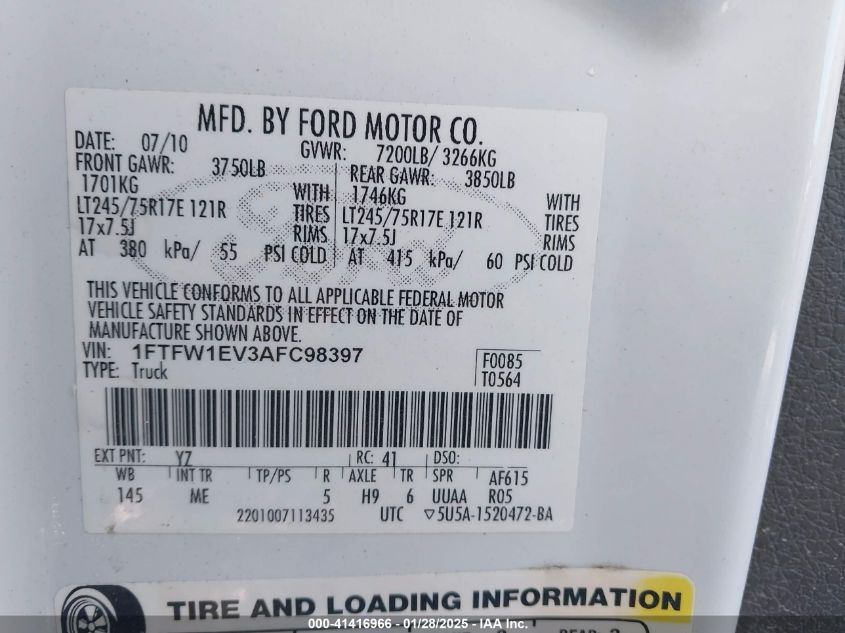 MFD. BY FORD MOTOR CO.
DATE: 07/10 GVWR: 7200LB/ 3266KG
FRONT GAWR: 3750LB REAR GAWR: 3850LB
1701KG WITH 1746KG WITH
LT245/75R17E 121R TIRES LT245/75R17E 121R TIRES
17x7.5J RIMS 17x7.5J RIMS
AT 380 kPa/ 55 PSI COLD AT 415 kPa/ 60 PSI COLD
THIS VEHICLE CONFORMS TO ALL APPLICABLE FEDERAL MOTOR
VEHICLE SAFETY STANDARDS IN EFFECT ON THE DATE OF
MANUFACTURE SHOWN ABOVE.
VIN: 1FTFW1EV3AFC98397 F0085
TYPE: Truck T0564
EXT PNT: YZ RC: 41 DSO:
WB INT TR TP/PS R AXLE TR SPR AF615
145 ME 5 H9 6 UUAA R05
2201007113435 UTC ▽5U5A-1520472-BA
TIRE AND LOADING INFORMATION
000-41416966 - 01/28/2025 - IAA Inc.